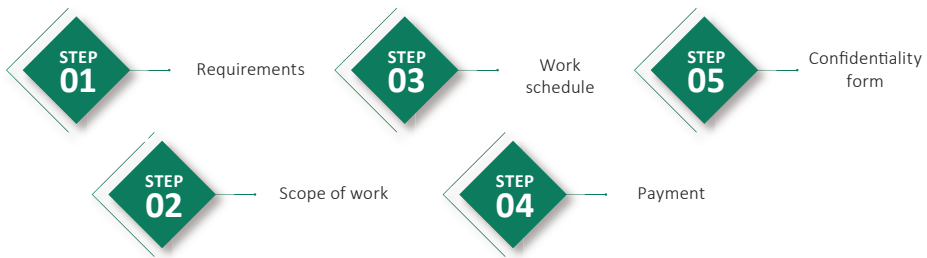 STEP
01
Requirements
STEP
02
Scope of work
STEP
03
Work
schedule
STEP
04
Payment
STEP
05
Confidentiality
form